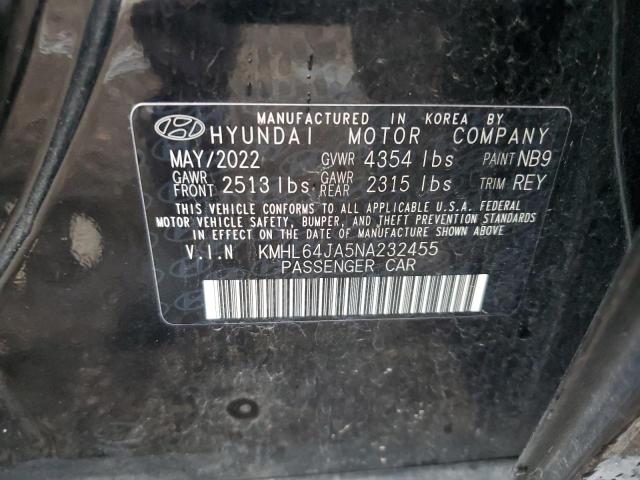 MANUFACTURED IN KOREA BY
HYUNDAI MOTOR COMPANY
MAY/2022 GVWR 4354 lbs PAINT NB9
GAWR FRONT 2513 lbs GAWR REAR 2315 lbs TRIM REY
THIS VEHICLE CONFORMS TO ALL APPLICABLE U.S.A. FEDERAL
MOTOR VEHICLE SAFETY, BUMPER, AND THEFT PREVENTION STANDARDS
IN EFFECT ON THE DATE OF MANUFACTURE SHOWN ABOVE.
V.I.N KMHL64JA5NA232455
PASSENGER CAR